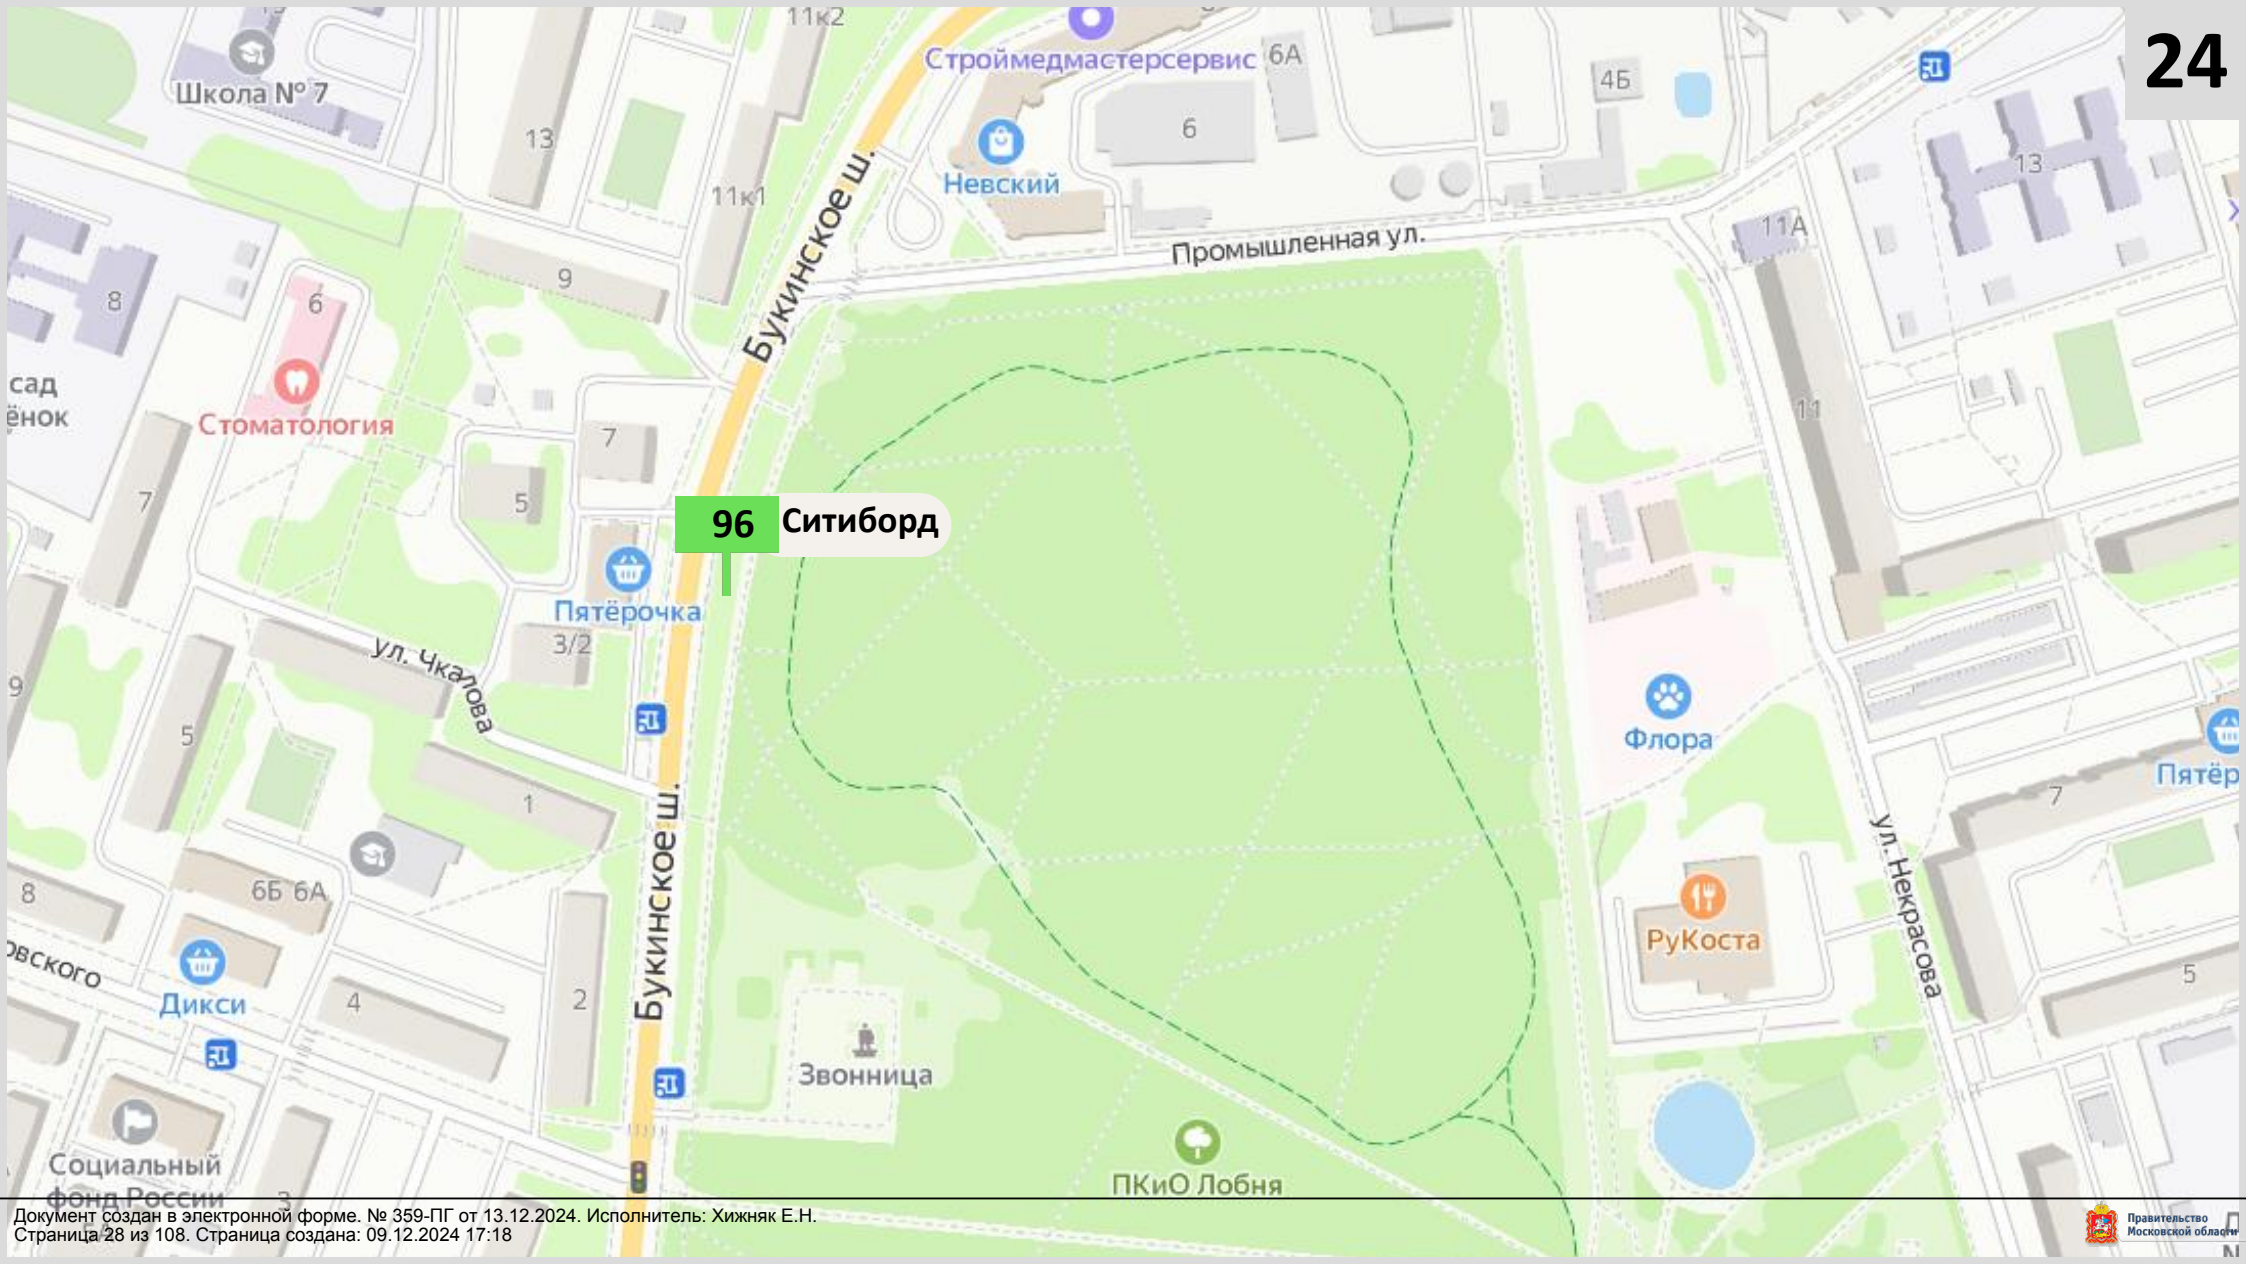 24
11к2
Строймедмастерсервис
6А
4Б
Школа № 7
13
6
Невский
11к1
13
11А
Букинское ш.
Промышленная ул.
8
6
9
сад
ёнок
Стоматология
7
11
7
5
96
Ситиборд
Пятёрочка
3/2
ул. Чкалова
9
5
Флора
Пятёр
1
7
Букинское ш.
ул. Некрасова
8
6Б 6А
РуКоста
овского
Дикси
4
2
5
Звонница
Социальный
фонд России
3
ПКиО Лобня
Документ создан в электронной форме. № 359-ПГ от 13.12.2024. Исполнитель: Хижняк Е.Н.
Страница 28 из 108. Страница создана: 09.12.2024 17:18
Правительство
Московской области